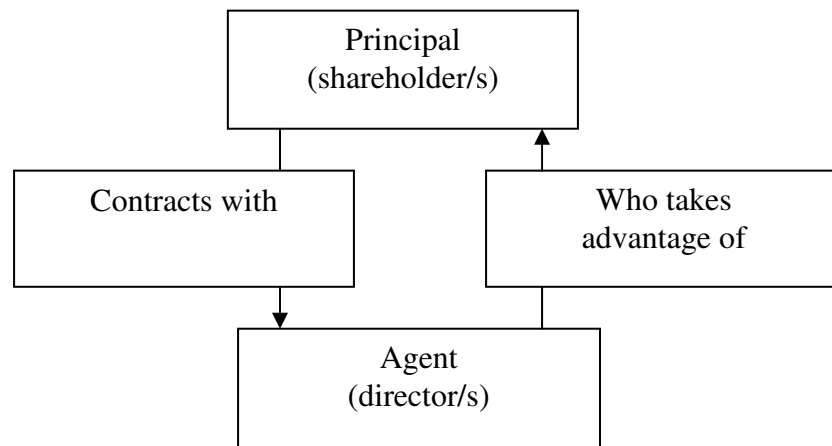 Principal
(shareholder/s)
Contracts with
Who takes
advantage of
Agent
(director/s)